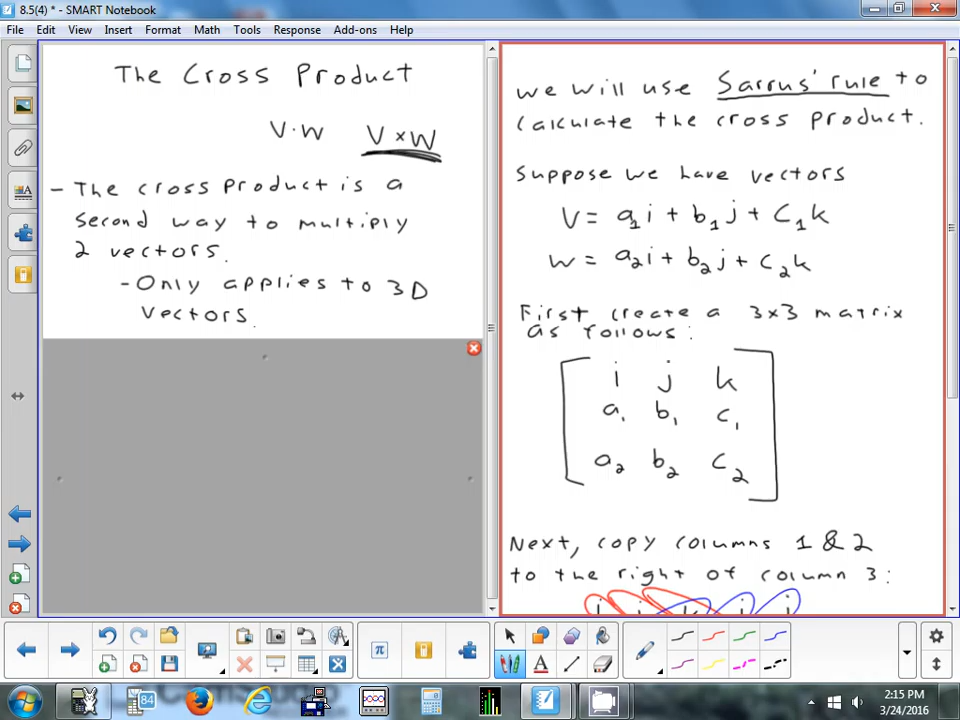 8.5(4) * - SMART Notebook
File Edit View Insert Format Math Tools Response Add-ons Help
The Cross Product
V·W V×W
- The cross product is a
second way to multiply
2 vectors.
- Only applies to 3D
vectors.
we will use Sarrus' rule to
calculate the cross product.
Suppose we have vectors
V = a₁i + b₁j + C₁k
W = a₂i + b₂j + C₂k
First create a 3x3 matrix
as follows:
i j k
a₁ b₁ c₁
a₂ b₂ c₂
Next, copy columns 1 & 2
to the right of column 3:
i j k i j
π
A
84
2:15 PM
3/24/2016